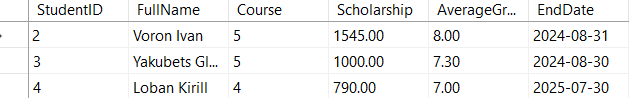 StudentID FullName Course Scholarship AverageGr... EndDate
2 Voron Ivan 5 1545.00 8.00 2024-08-31
3 Yakubets Gl... 5 1000.00 7.30 2024-08-30
4 Loban Kirill 4 790.00 7.00 2025-07-30